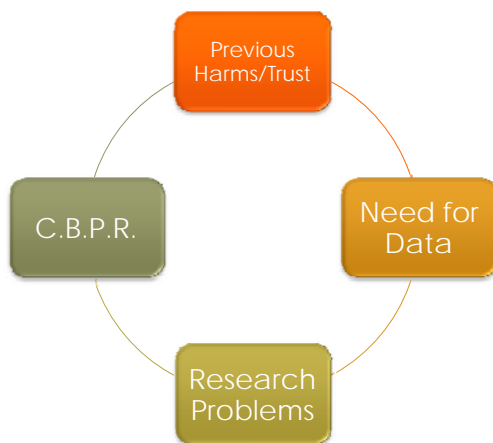 Previous
Harms/Trust
Need for
Data
Research
Problems
C.B.P.R.